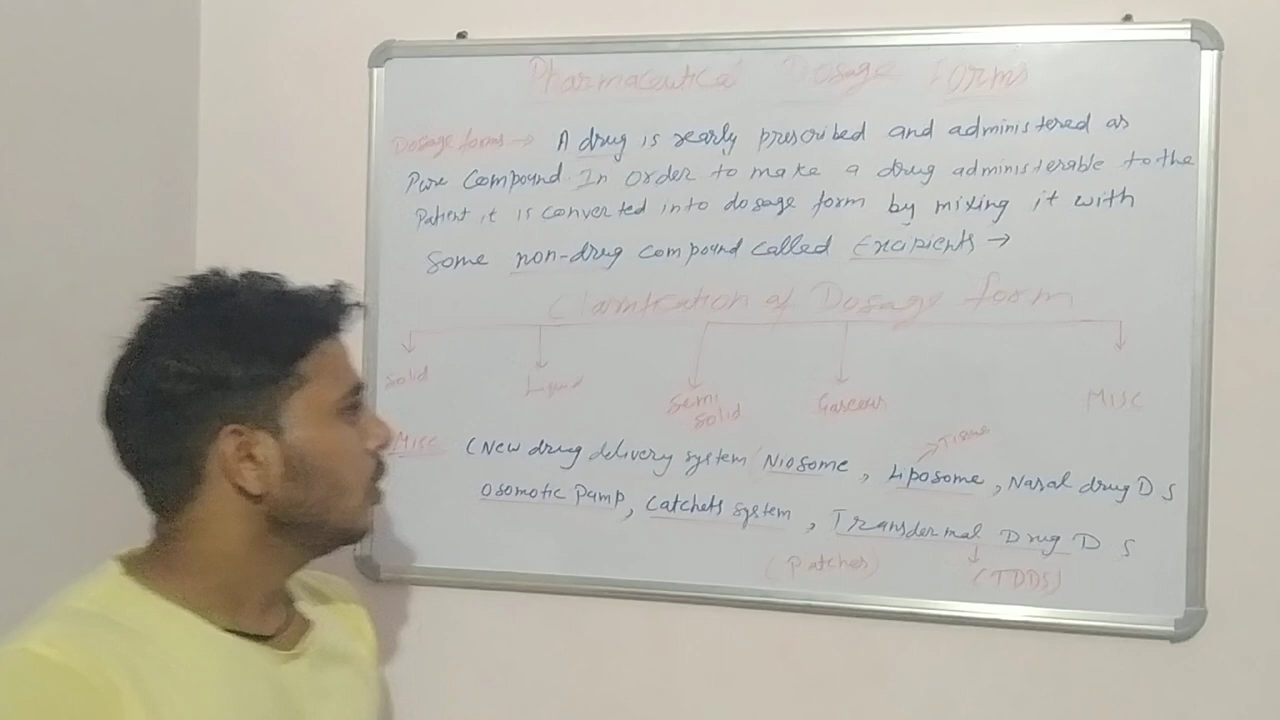 Pharmaceutical Dosage Forms
Dosage forms → A drug is rearly prescribed and administered as
Pure Compound. In order to make a drug administerable to the
Patient it is converted into dosage form by mixing it with
Some non-drug compound called Excipients →
Classification of Dosage form
Solid Liquid Semi Solid Gaseous Misc
Tissue
Misc (New drug delivery system Niosome, Liposome, Nasal drug D S
Osomotic Pump, Catchets System, Transdermal Drug D S
(Patches) (TDDS)